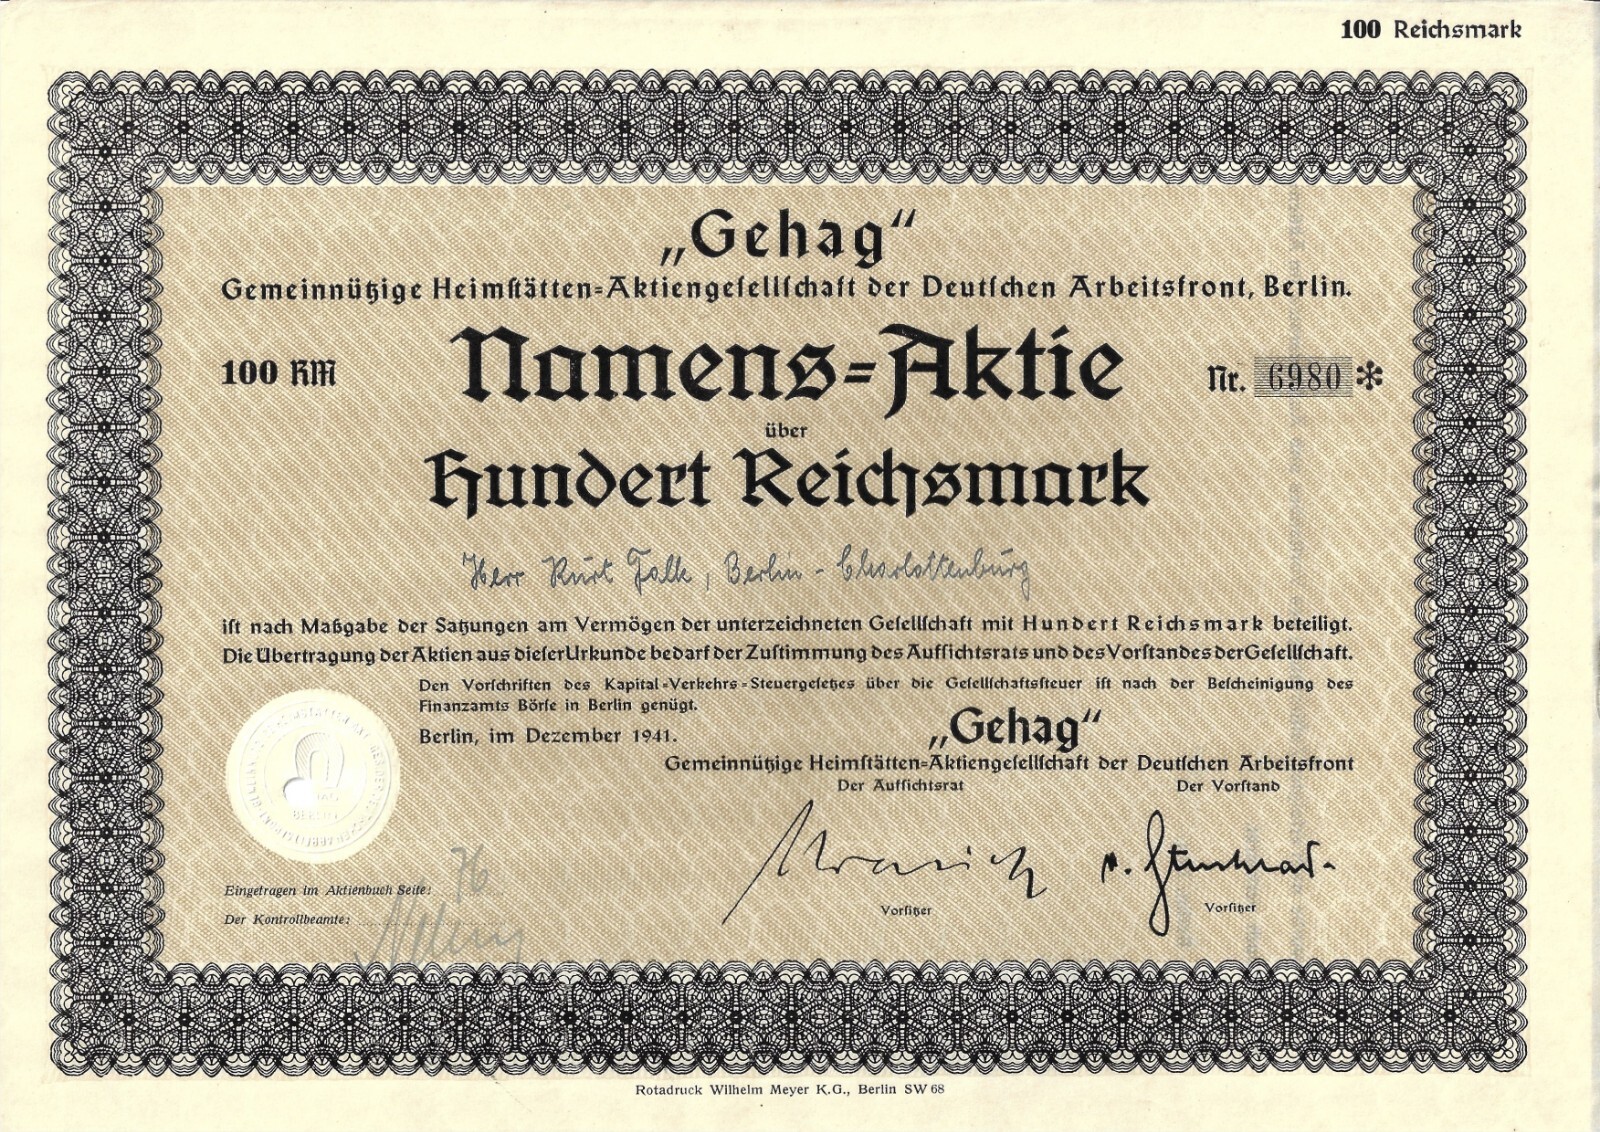 100 Reichsmark
„Gehag“
Gemeinnützige Heimſtätten=Aktiengeſellſchaft der Deutſchen Arbeitsfront, Berlin.
100 RM
Namens=Aktie
Nr. 6980 *
über
Hundert Reichsmark
Herr Kurt Falk, Berlin - Charlottenburg
iſt nach Maßgabe der Satzungen am Vermögen der unterzeichneten Geſellſchaft mit Hundert Reichsmark beteiligt.
Die Übertragung der Aktien aus dieſer Urkunde bedarf der Zuſtimmung des Aufſichtsrats und des Vorſtandes der Geſellſchaft.
Den Vorſchriften des Kapital=Verkehrs=Steuergeſetzes über die Geſellſchaftsſteuer iſt nach der Beſcheinigung des
Finanzamts Börſe in Berlin genügt.
Berlin, im Dezember 1941.
„Gehag“
Gemeinnützige Heimſtätten=Aktiengeſellſchaft der Deutſchen Arbeitsfront
Der Aufſichtsrat
Der Vorſtand
BERLIN
Eingetragen im Aktienbuch Seite: 76
Der Kontrollbeamte:
Vorſitzer
Vorſitzer
Rotadruck Wilhelm Meyer K.G., Berlin SW 68